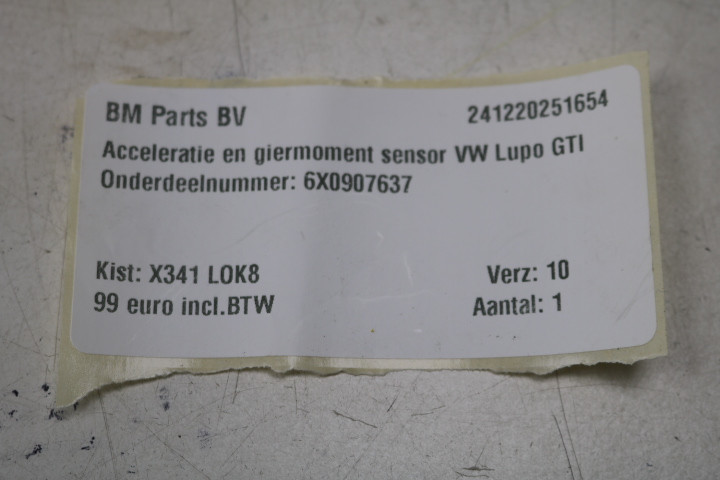 BM Parts BV 241220251654
Acceleratie en giermoment sensor VW Lupo GTI
Onderdeelnummer: 6X0907637
Kist: X341 LOK8 Verz: 10
99 euro incl.BTW Aantal: 1